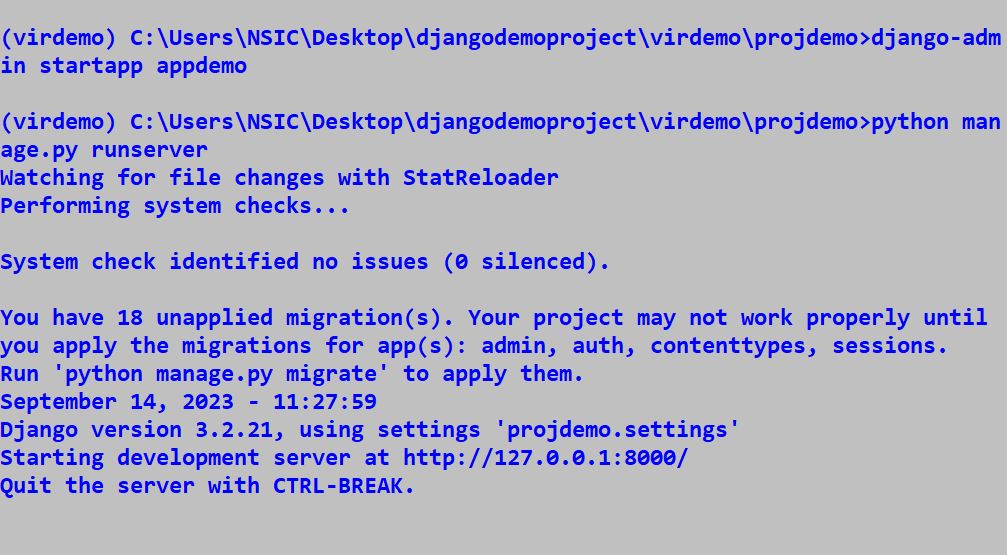 (virdemo) C:\Users\NSIC\Desktop\djangodemoproject\virdemo\projdemo>django-adm
in startapp appdemo
(virdemo) C:\Users\NSIC\Desktop\djangodemoproject\virdemo\projdemo>python man
age.py runserver
Watching for file changes with StatReloader
Performing system checks...
System check identified no issues (0 silenced).
You have 18 unapplied migration(s). Your project may not work properly until
you apply the migrations for app(s): admin, auth, contenttypes, sessions.
Run 'python manage.py migrate' to apply them.
September 14, 2023 - 11:27:59
Django version 3.2.21, using settings 'projdemo.settings'
Starting development server at http://127.0.0.1:8000/
Quit the server with CTRL-BREAK.